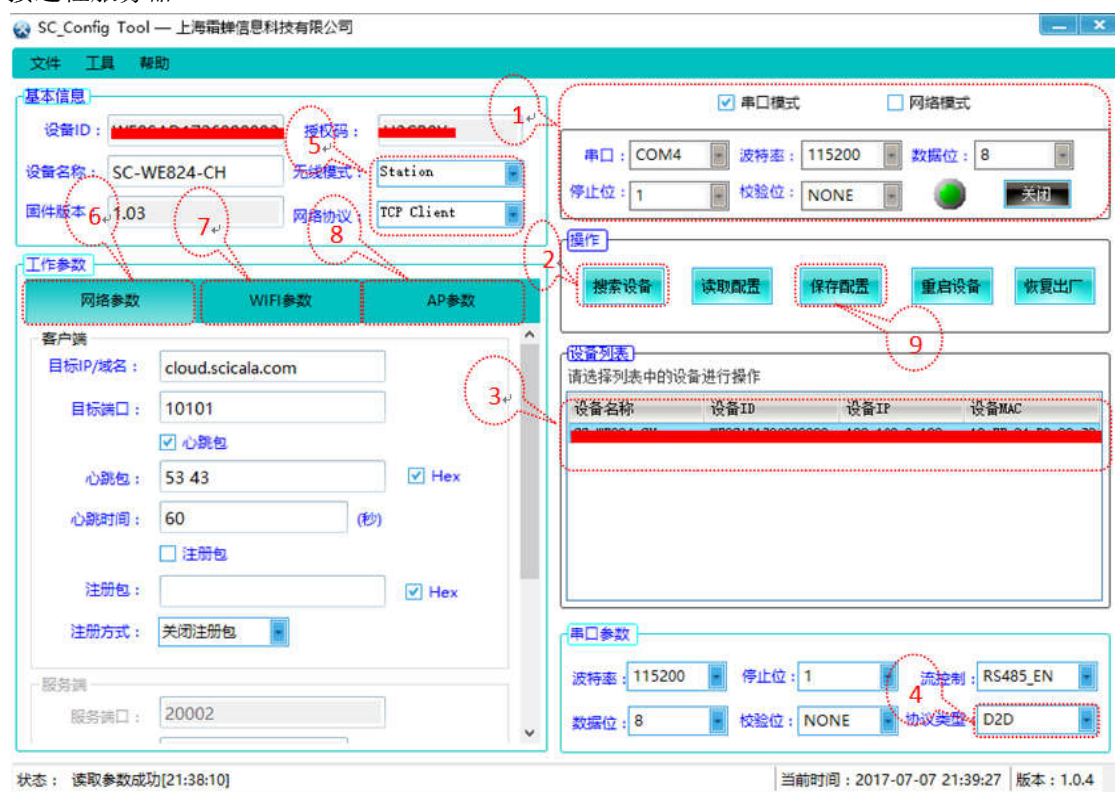 SC_Config Tool — 上海霜蝉信息科技有限公司
文件 工具 帮助
基本信息
设备ID： 授权码：
设备名称： SC-WE824-CH 无线模式： Station
固件版本 1.03 网络协议： TCP Client
1
5
6
7
8
串口模式 网络模式
串口： COM4 波特率： 115200 数据位： 8
停止位： 1 校验位： NONE 关闭
操作
2
搜索设备 读取配置 保存配置 重启设备 恢复出厂
9
工作参数
网络参数 WIFI参数 AP参数
客户端
目标IP/域名： cloud.scicala.com
目标端口： 10101
心跳包
心跳包： 53 43 Hex
心跳时间： 60 (秒)
注册包
注册包： Hex
注册方式： 关闭注册包
服务端
服务端口： 20002
3
设备列表
请选择列表中的设备进行操作
设备名称 设备ID 设备IP 设备MAC
串口参数
波特率： 115200 停止位： 1 流控制： RS485_EN
4
数据位： 8 校验位： NONE 协议类型 D2D
状态： 读取参数成功[21:38:10] 当前时间：2017-07-07 21:39:27 版本：1.0.4